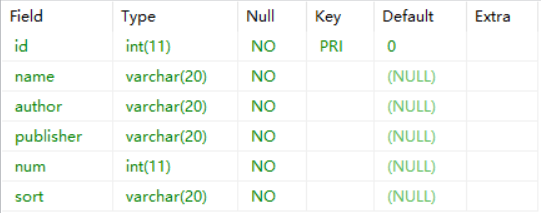 Field Type Null Key Default Extra
id int(11) NO PRI 0
name varchar(20) NO (NULL)
author varchar(20) NO (NULL)
publisher varchar(20) NO (NULL)
num int(11) NO (NULL)
sort varchar(20) NO (NULL)